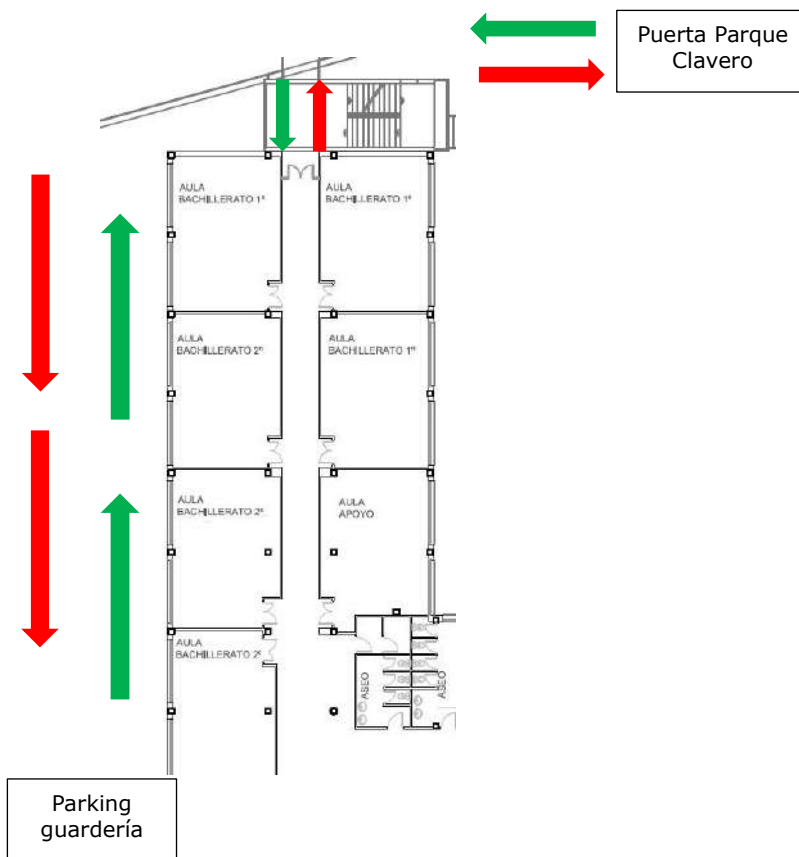 Puerta Parque
Clavero
AULA
BACHILLERATO 1º
AULA
BACHILLERATO 1º
AULA
BACHILLERATO 2º
AULA
BACHILLERATO 1º
AULA
BACHILLERATO 2º
AULA
APOYO
AULA
BACHILLERATO 2º
ASEO
ASEO
Parking
guardería